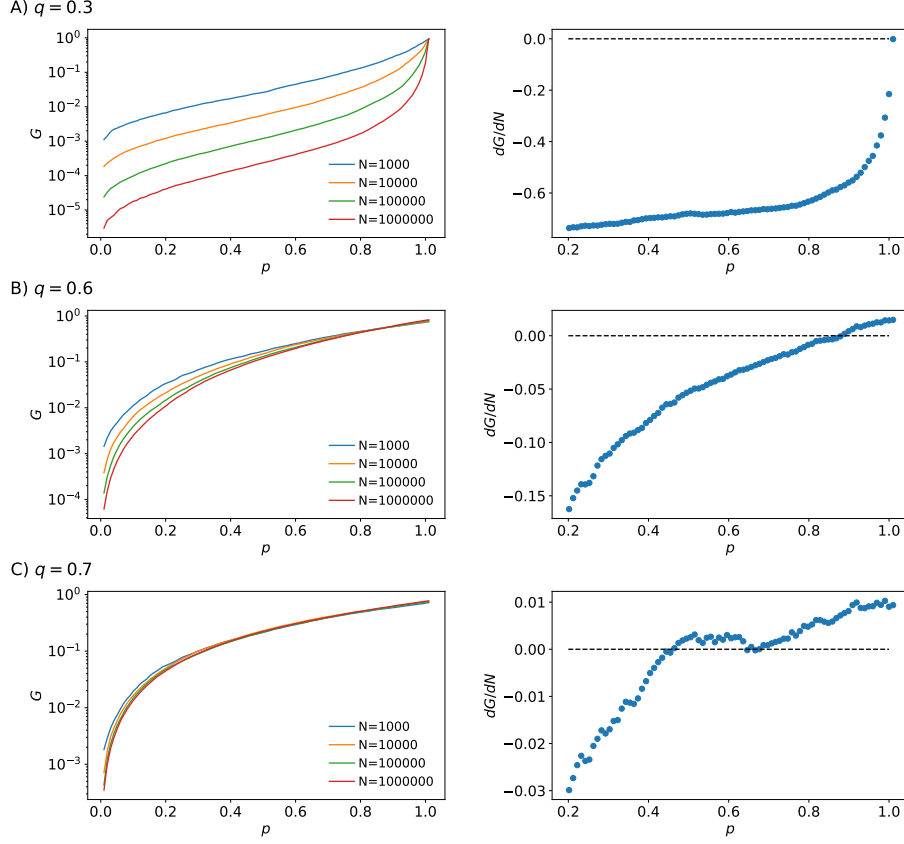 A) q = 0.3
10⁰
10⁻¹
10⁻²
10⁻³
10⁻⁴
10⁻⁵
G
N=1000
N=10000
N=100000
N=1000000
0.0 0.2 0.4 0.6 0.8 1.0
p
0.0
−0.2
−0.4
−0.6
dG/dN
0.2 0.4 0.6 0.8 1.0
p
B) q = 0.6
10⁰
10⁻¹
10⁻²
10⁻³
10⁻⁴
G
N=1000
N=10000
N=100000
N=1000000
0.0 0.2 0.4 0.6 0.8 1.0
p
0.00
−0.05
−0.10
−0.15
dG/dN
0.2 0.4 0.6 0.8 1.0
p
C) q = 0.7
10⁰
10⁻¹
10⁻²
10⁻³
G
N=1000
N=10000
N=100000
N=1000000
0.0 0.2 0.4 0.6 0.8 1.0
p
0.01
0.00
−0.01
−0.02
−0.03
dG/dN
0.2 0.4 0.6 0.8 1.0
p